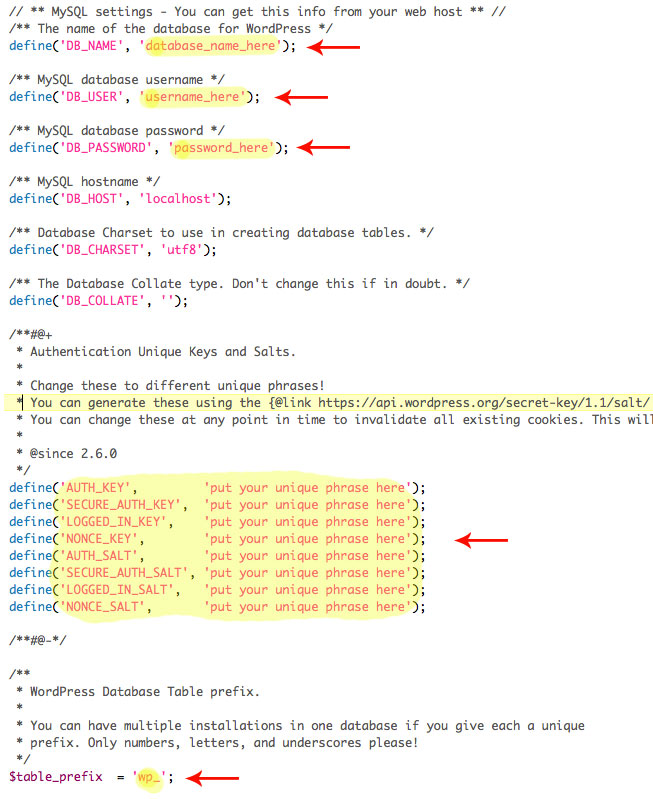 // ** MySQL settings - You can get this info from your web host ** //
/** The name of the database for WordPress */
define('DB_NAME', 'database_name_here');
/** MySQL database username */
define('DB_USER', 'username_here');
/** MySQL database password */
define('DB_PASSWORD', 'password_here');
/** MySQL hostname */
define('DB_HOST', 'localhost');
/** Database Charset to use in creating database tables. */
define('DB_CHARSET', 'utf8');
/** The Database Collate type. Don't change this if in doubt. */
define('DB_COLLATE', '');
/**#@+
 * Authentication Unique Keys and Salts.
 *
 * Change these to different unique phrases!
 * You can generate these using the {@link https://api.wordpress.org/secret-key/1.1/salt/
 * You can change these at any point in time to invalidate all existing cookies. This will
 *
 * @since 2.6.0
 */
define('AUTH_KEY',         'put your unique phrase here');
define('SECURE_AUTH_KEY',  'put your unique phrase here');
define('LOGGED_IN_KEY',    'put your unique phrase here');
define('NONCE_KEY',        'put your unique phrase here');
define('AUTH_SALT',        'put your unique phrase here');
define('SECURE_AUTH_SALT', 'put your unique phrase here');
define('LOGGED_IN_SALT',   'put your unique phrase here');
define('NONCE_SALT',       'put your unique phrase here');
/**#@-*/
/**
 * WordPress Database Table prefix.
 *
 * You can have multiple installations in one database if you give each a unique
 * prefix. Only numbers, letters, and underscores please!
 */
$table_prefix  = 'wp_';